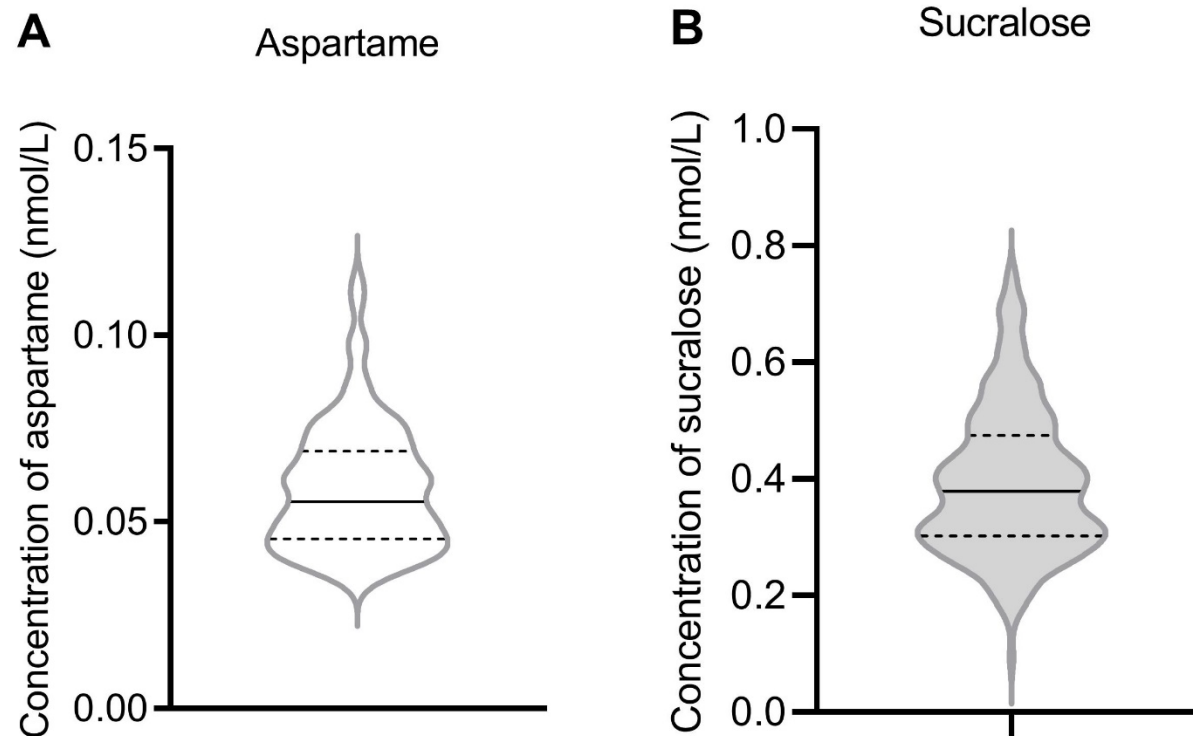 A
Aspartame
Concentration of aspartame (nmol/L)
0.15
0.10
0.05
0.00
B
Sucralose
Concentration of sucralose (nmol/L)
1.0
0.8
0.6
0.4
0.2
0.0